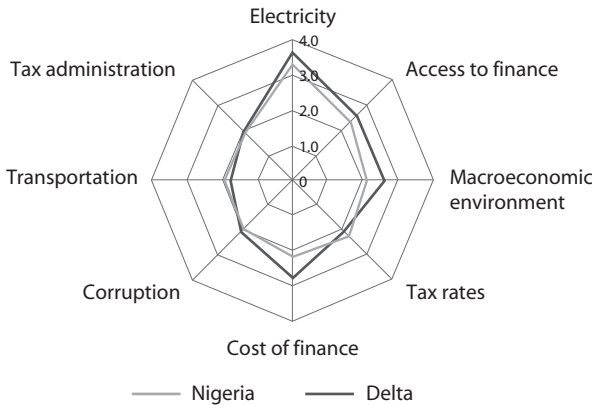 Electricity
4.0
Tax administration
Access to finance
3.0
2.0
1.0
Transportation
0
Macroeconomic
environment
Corruption
Tax rates
Cost of finance
Nigeria
Delta